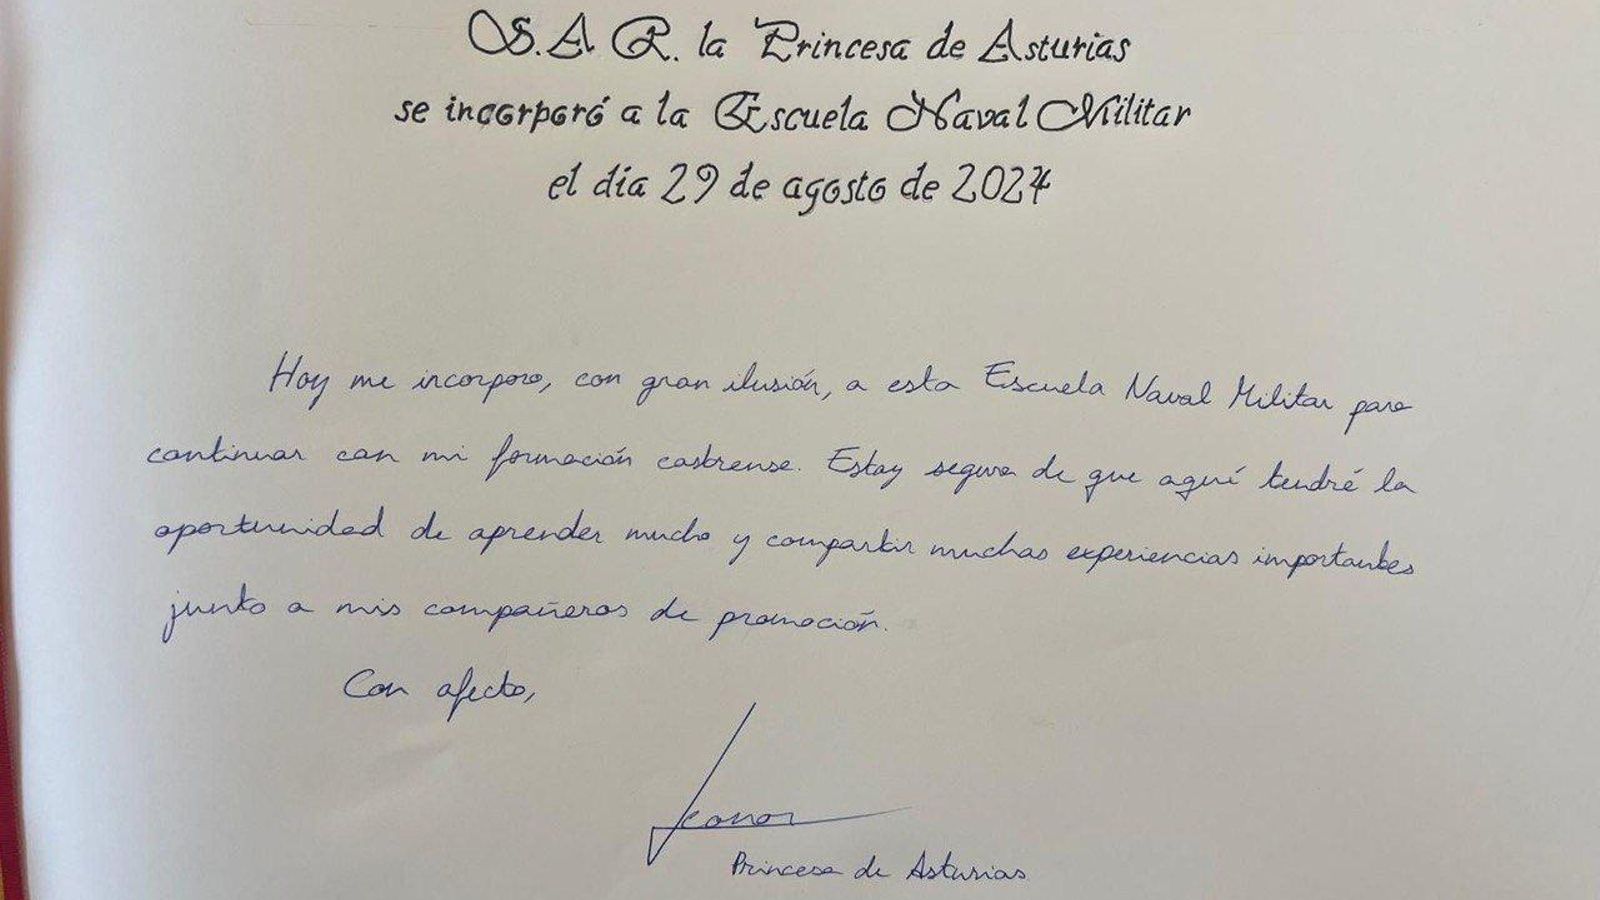 S.A.R. la Princesa de Asturias
se incorporó a la Escuela Naval Militar
el día 29 de agosto de 2024
Hoy me incorporo, con gran ilusión, a esta Escuela Naval Militar para
continuar con mi formación castrense. Estoy segura de que aquí tendré la
oportunidad de aprender mucho y compartir muchas experiencias importantes
junto a mis compañeros de promoción.
Con afecto,
Leonor
Princesa de Asturias